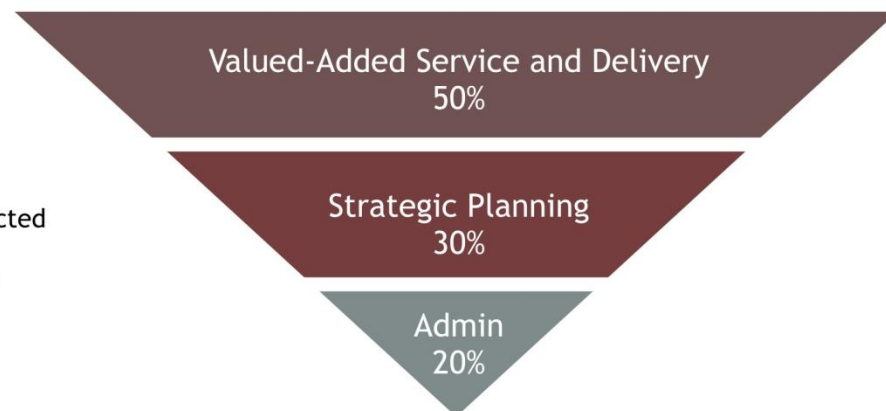 Valued-Added Service and Delivery
50%
Strategic Planning
30%
Admin
20%